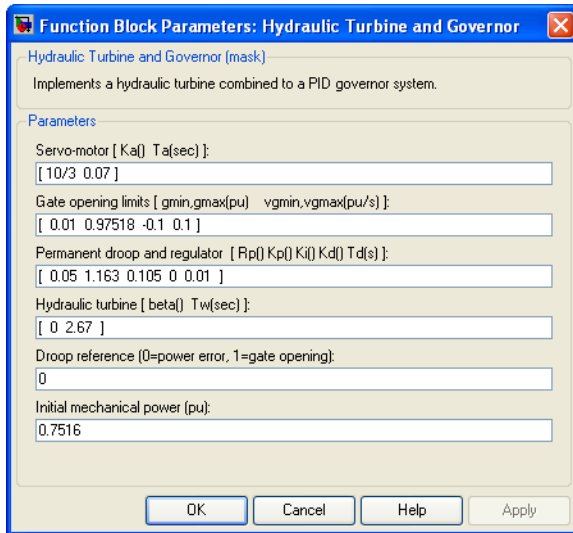 Function Block Parameters: Hydraulic Turbine and Governor
Hydraulic Turbine and Governor (mask)
Implements a hydraulic turbine combined to a PID governor system.
Parameters
Servo-motor [ Ka() Ta(sec) ]:
[ 10/3 0.07 ]
Gate opening limits [ gmin,gmax(pu) vgmin,vgmax(pu/s) ]:
[ 0.01 0.97518 -0.1 0.1 ]
Permanent droop and regulator [ Rp() Kp() Ki() Kd() Td(s) ]:
[ 0.05 1.163 0.105 0 0.01 ]
Hydraulic turbine [ beta() Tw(sec) ]:
[ 0 2.67 ]
Droop reference (0=power error, 1=gate opening):
0
Initial mechanical power (pu):
0.7516
OK Cancel Help Apply